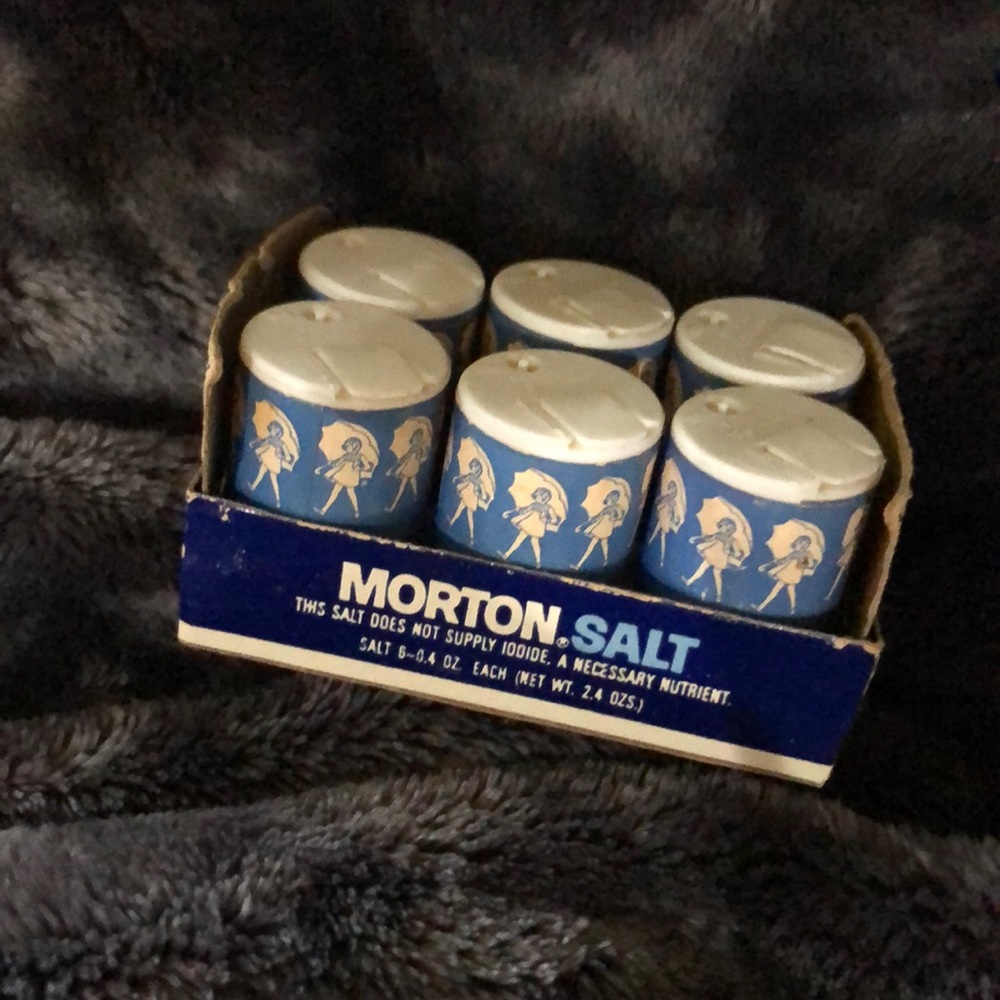 MORTON® SALT
THIS SALT DOES NOT SUPPLY IODIDE, A NECESSARY NUTRIENT.
SALT 6-0.4 OZ. EACH (NET WT. 2.4 OZS.)